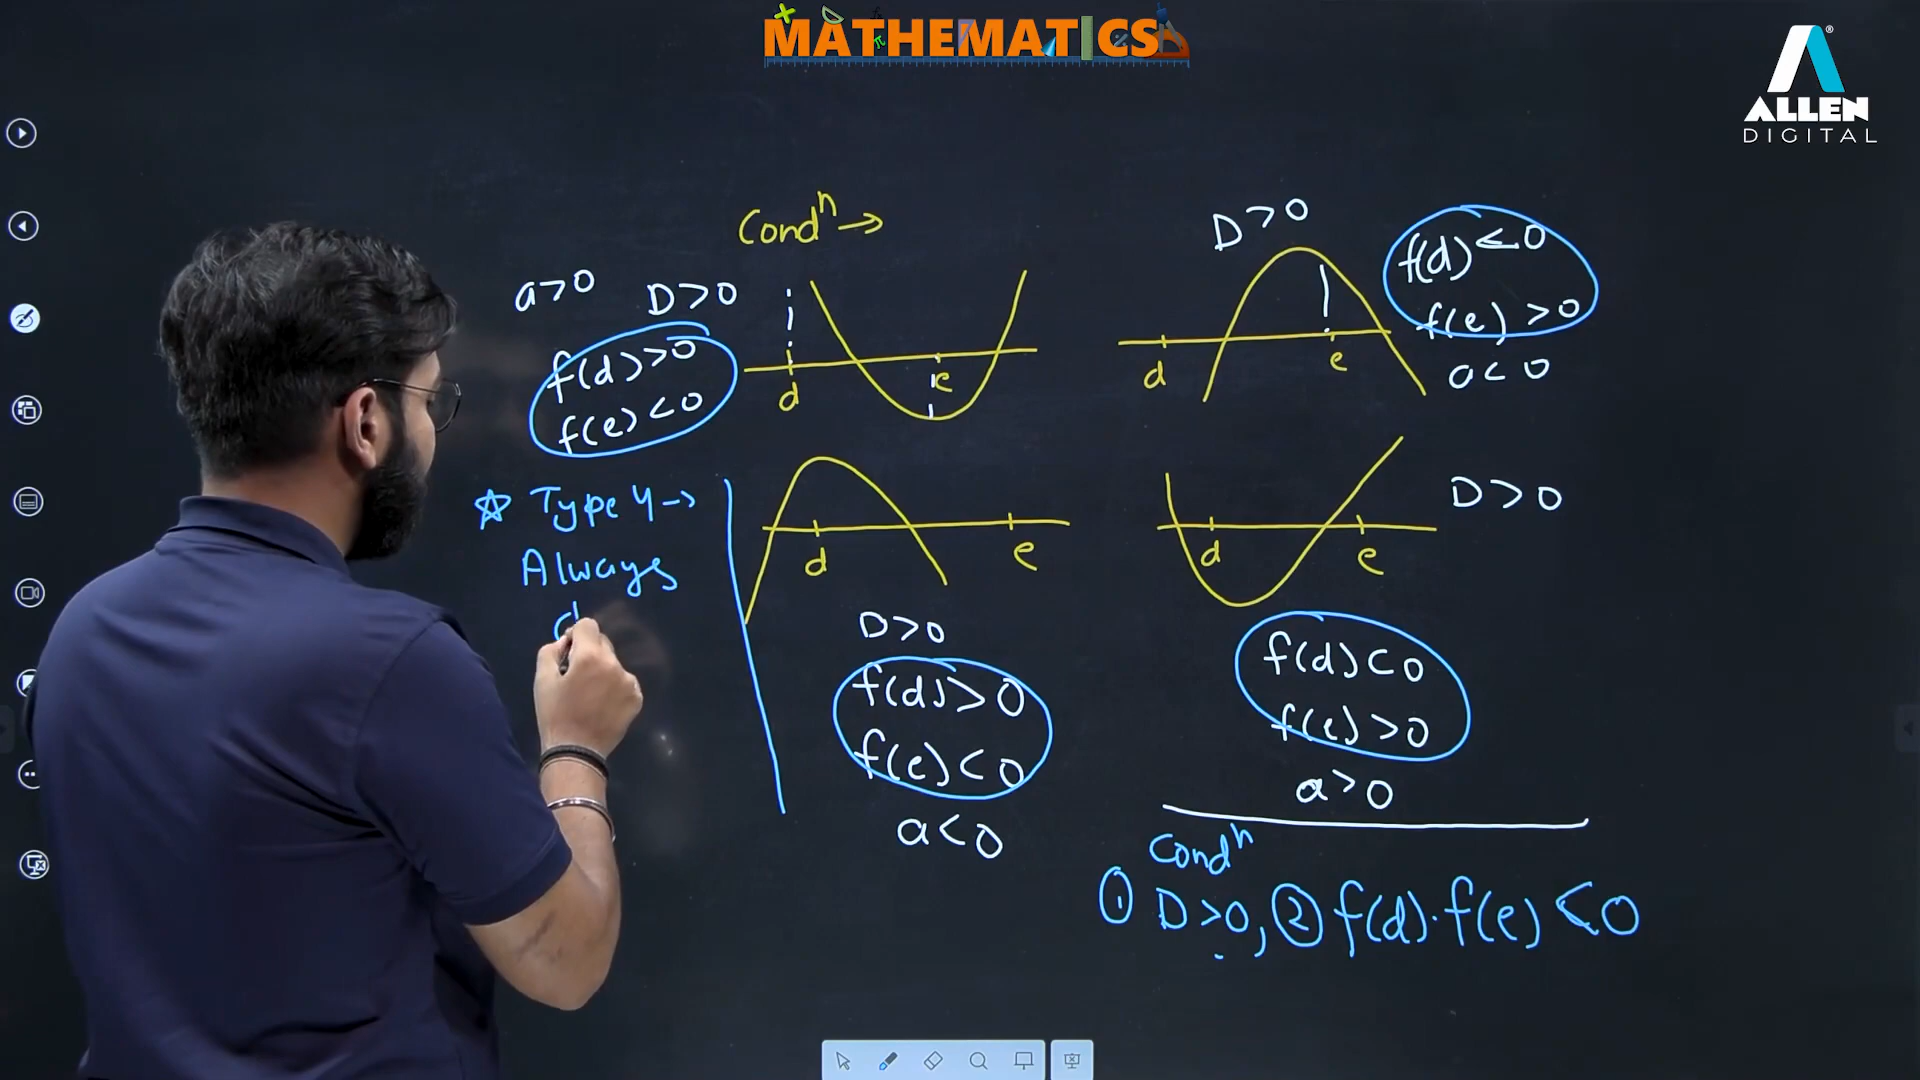 MATHEMATICS
ALLEN
DIGITAL
Condⁿ →
a>0 D>0
f(d)>0
f(e)<0
d e
D>0
f(d)<0
f(e)>0
a<0
d e
☆ Type 4 →
Always
d
d e
D>0
f(d)>0
f(e)<0
a<0
d e
D>0
f(d)<0
f(e)>0
a>0
Condⁿ
① D>0, ② f(d)·f(e)<0